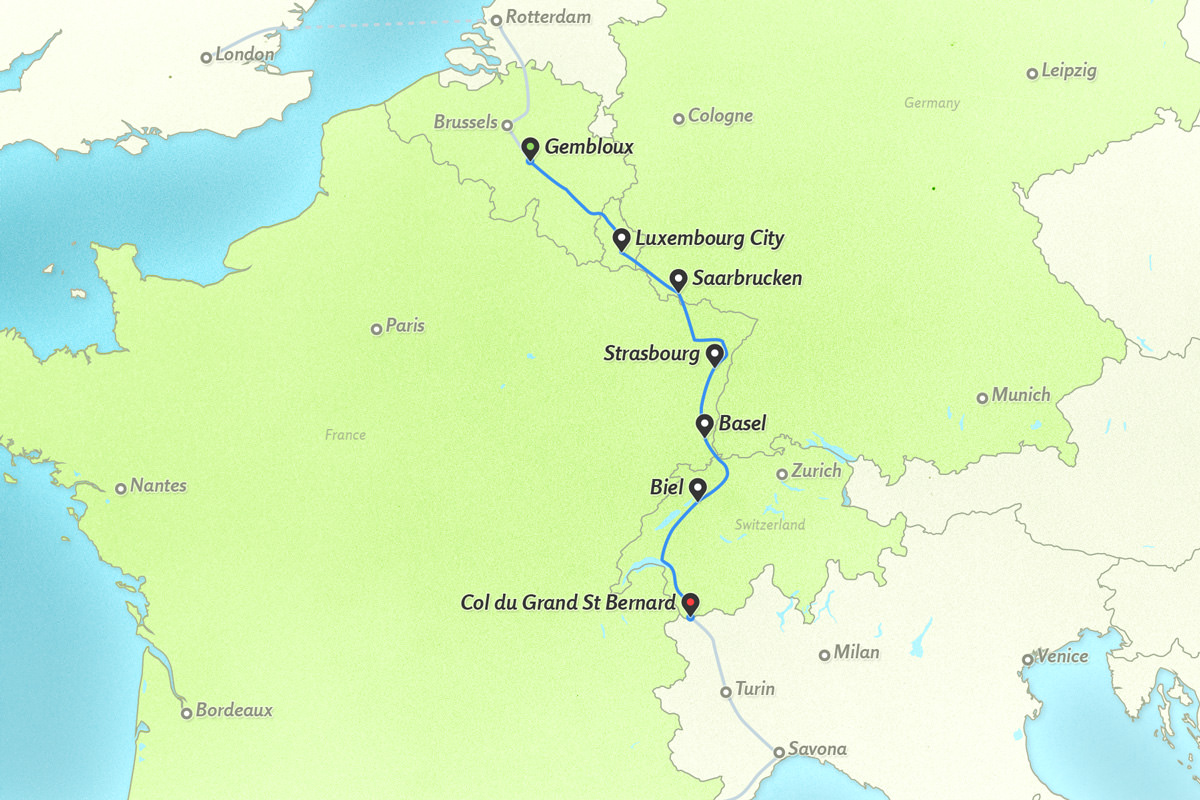 Rotterdam
London
Leipzig
Germany
Cologne
Brussels
Gembloux
Luxembourg City
Saarbrucken
Paris
Strasbourg
Munich
Basel
France
Zurich
Nantes
Biel
Switzerland
Col du Grand St Bernard
Milan
Venice
Turin
Bordeaux
Savona